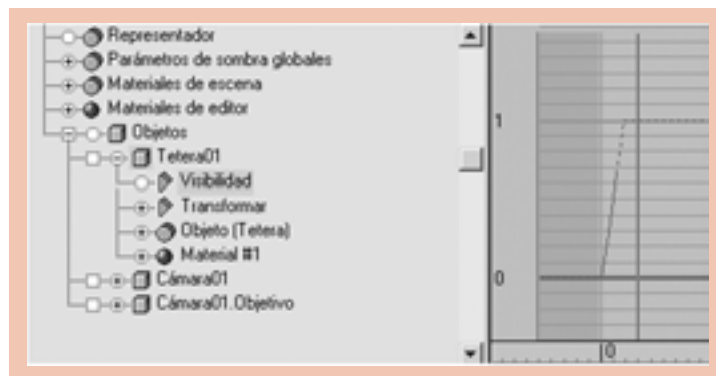 Representador
Parámetros de sombra globales
Materiales de escena
Materiales de editor
Objetos
Tetera01
Visibilidad
Transformar
Objeto (Tetera)
Material #1
Cámara01
Cámara01.Objetivo
1
0
0